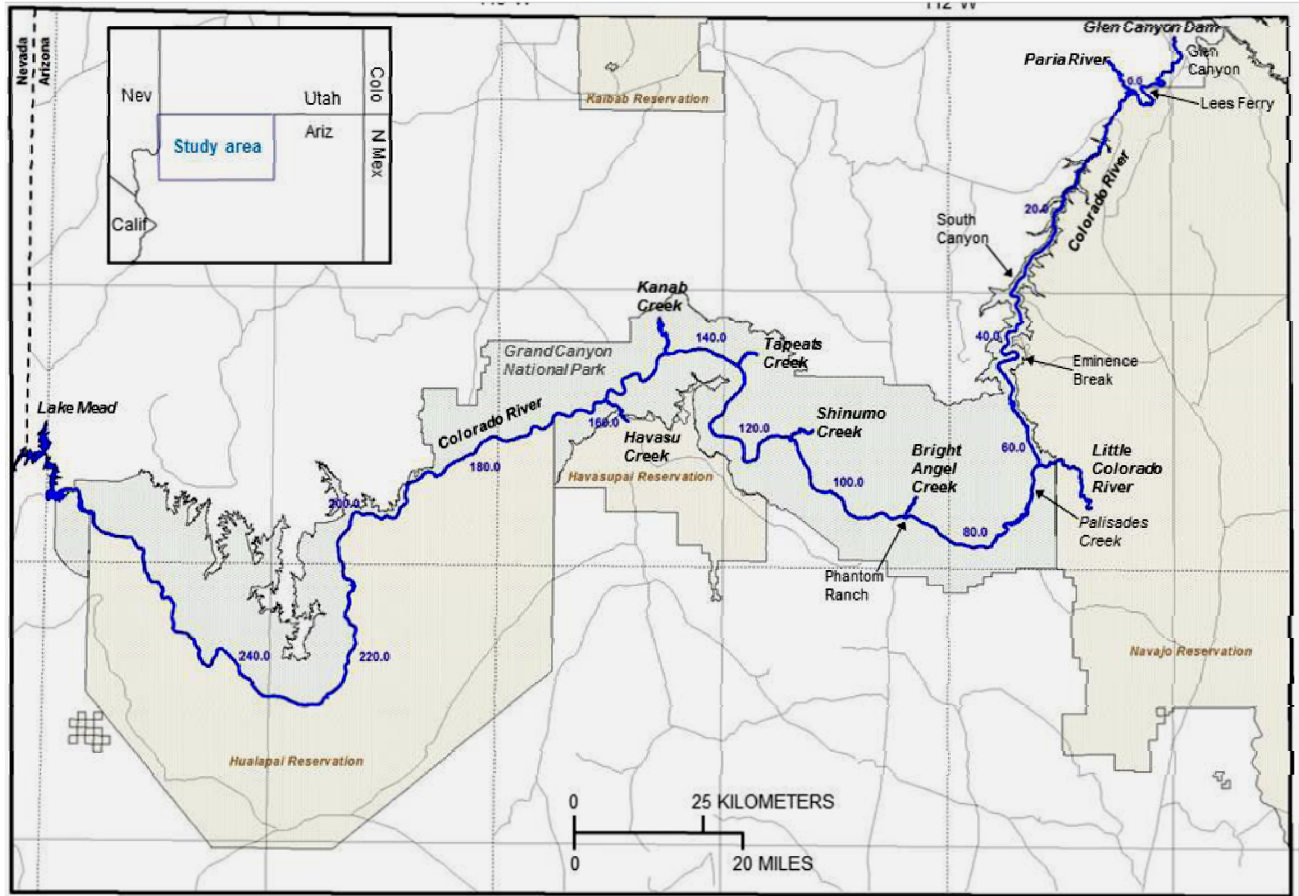 112 W
Nevada
Arizona
Nev
Utah
Colo
Study area
Ariz
N Mex
Calif
Kaibab Reservation
Glen Canyon Dam
Paria River
Glen
Canyon
0.0
Lees Ferry
Colorado River
20.0
South
Canyon
40.0
Eminence
Break
Kanab
Creek
140.0
Tapeats
Creek
Grand Canyon
National Park
Lake Mead
Colorado River
160.0
Havasu
Creek
120.0
Shinumo
Creek
60.0
Little
Colorado
River
Bright
Angel
Creek
180.0
Havasupai Reservation
100.0
200.0
80.0
Palisades
Creek
Phantom
Ranch
240.0
220.0
Navajo Reservation
Hualapai Reservation
0 25 KILOMETERS
0 20 MILES